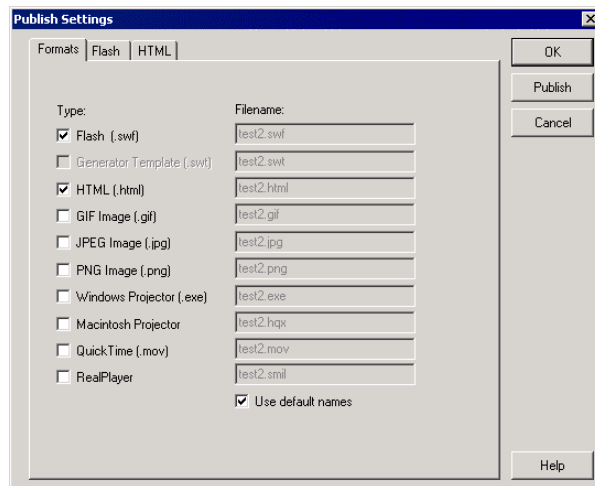 Publish Settings
Formats Flash HTML
OK
Publish
Cancel
Type: Filename:
Flash (.swf) test2.swf
Generator Template (.swt) test2.swt
HTML (.html) test2.html
GIF Image (.gif) test2.gif
JPEG Image (.jpg) test2.jpg
PNG Image (.png) test2.png
Windows Projector (.exe) test2.exe
Macintosh Projector test2.hqx
QuickTime (.mov) test2.mov
RealPlayer test2.smil
Use default names
Help